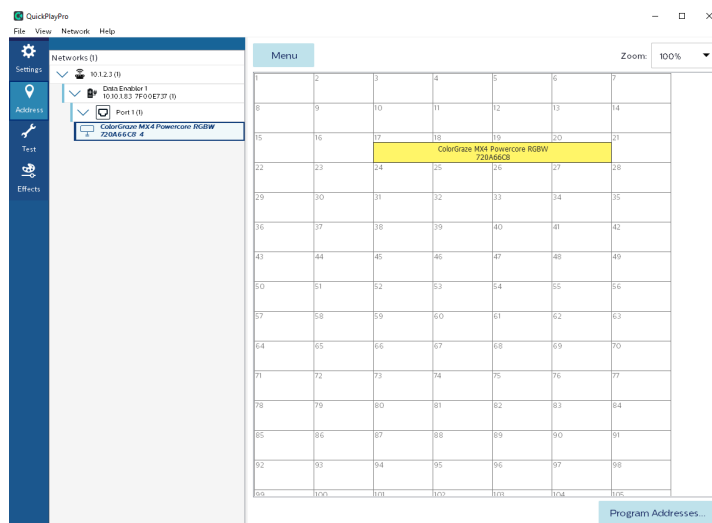 QuickPlayPro
File View Network Help
Settings
Address
Test
Effects
Networks (1)
10.1.2.3 (1)
Data Enabler 1
10.10.1.83 7F00E737 (1)
Port 1 (1)
ColorGraze MX4 Powercore RGBW
720A66C8 4
Menu
Zoom: 100%
1 2 3 4 5 6 7
8 9 10 11 12 13 14
15 16 17 18 19 20 21
ColorGraze MX4 Powercore RGBW
720A66C8
22 23 24 25 26 27 28
29 30 31 32 33 34 35
36 37 38 39 40 41 42
43 44 45 46 47 48 49
50 51 52 53 54 55 56
57 58 59 60 61 62 63
64 65 66 67 68 69 70
71 72 73 74 75 76 77
78 79 80 81 82 83 84
85 86 87 88 89 90 91
92 93 94 95 96 97 98
99 100 101 102 103 104 105
Program Addresses...